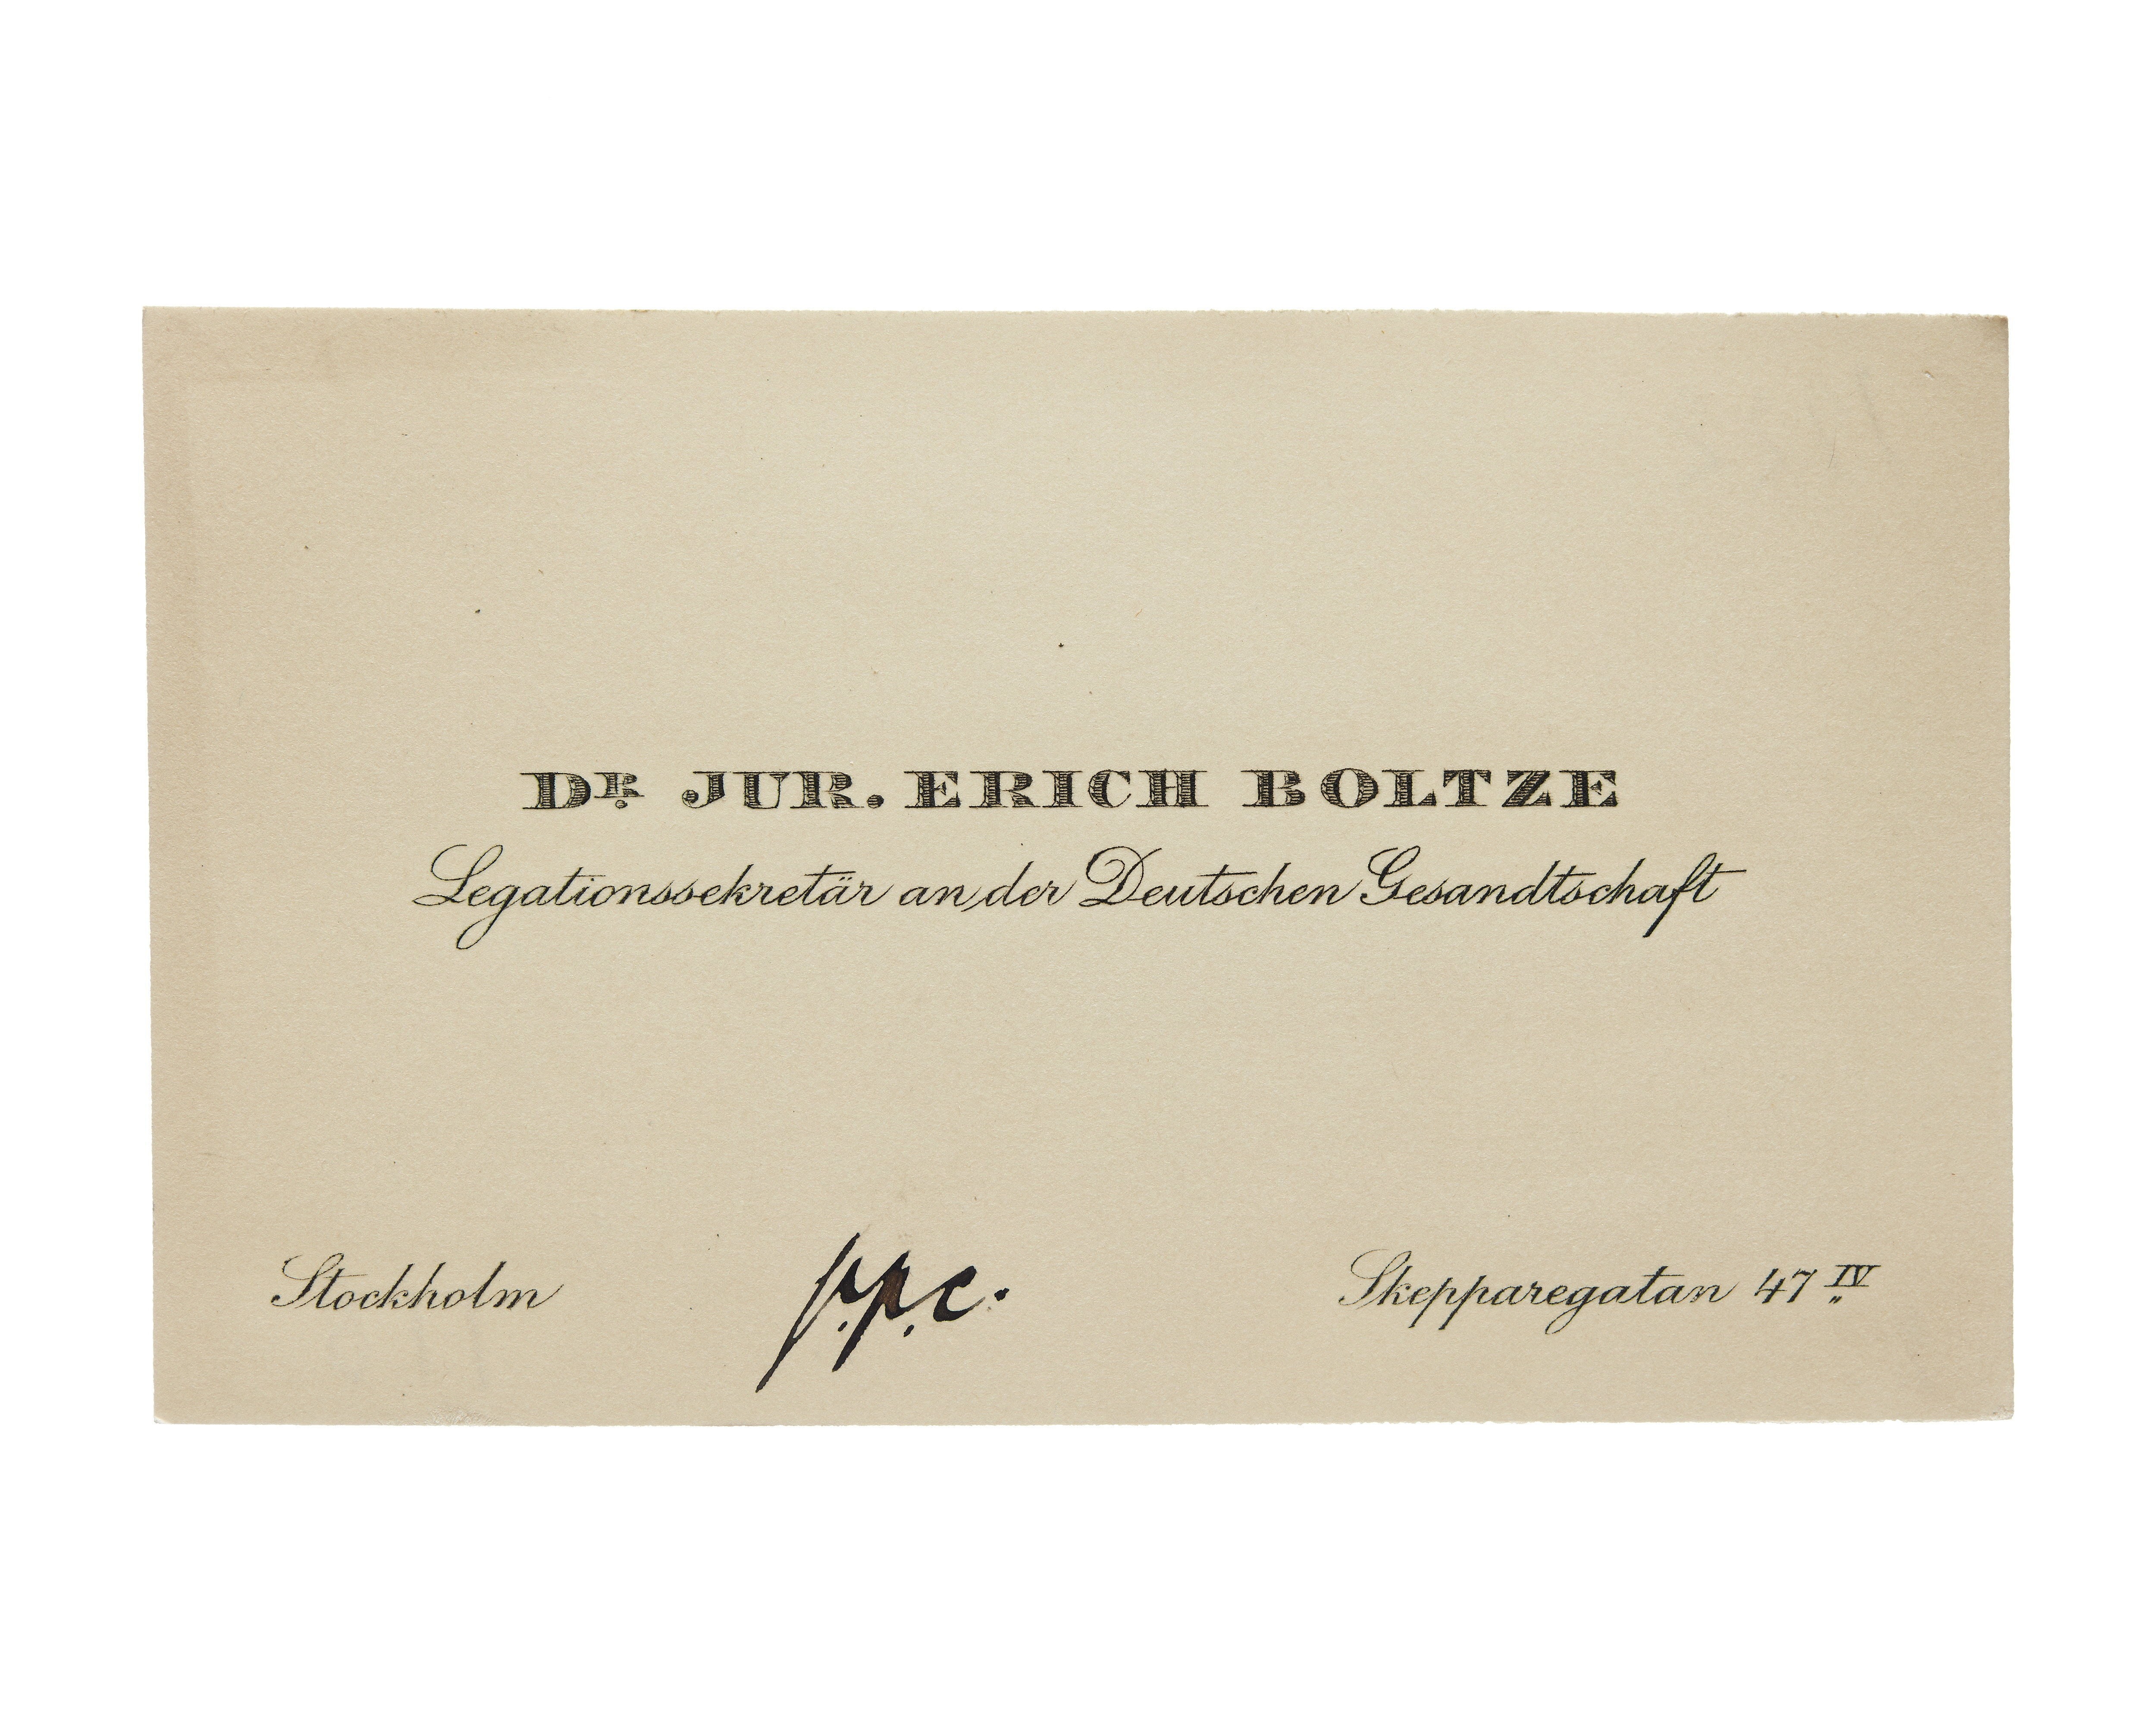 DR. JUR. ERICH BOLTZE
Legationssekretär an der Deutschen Gesandtschaft
Stockholm p.p.c. Skepparegatan 47 IV